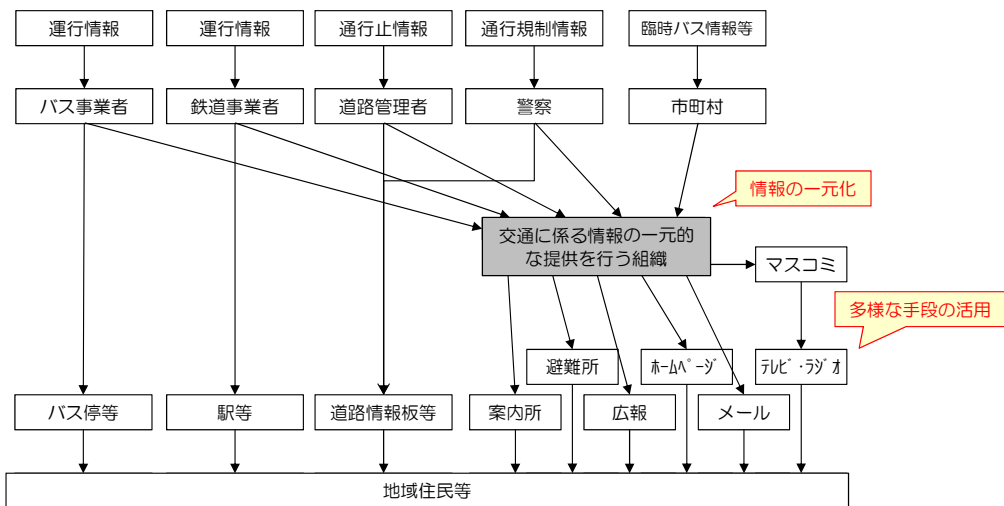 運行情報
運行情報
通行止情報
通行規制情報
臨時バス情報等
バス事業者
鉄道事業者
道路管理者
警察
市町村
情報の一元化
交通に係る情報の一元的
な提供を行う組織
マスコミ
多様な手段の活用
避難所
ﾎｰﾑﾍﾟｰｼﾞ
ﾃﾚﾋﾞ・ﾗｼﾞｵ
バス停等
駅等
道路情報板等
案内所
広報
メール
地域住民等